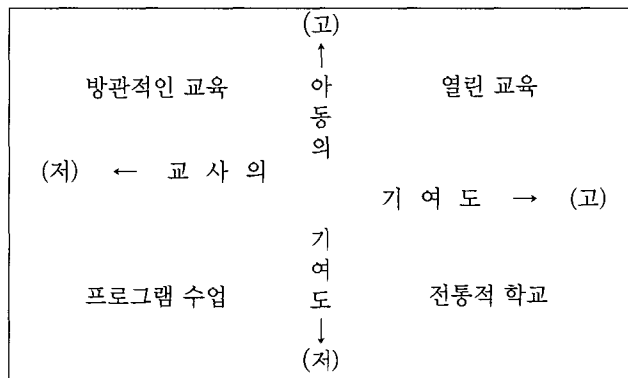 (고)
↑
방관적인 교육 아 열린 교육
동
의
(저) ← 교 사 의
기 여 도 → (고)
기
여
프로그램 수업 도 전통적 학교
↓
(저)